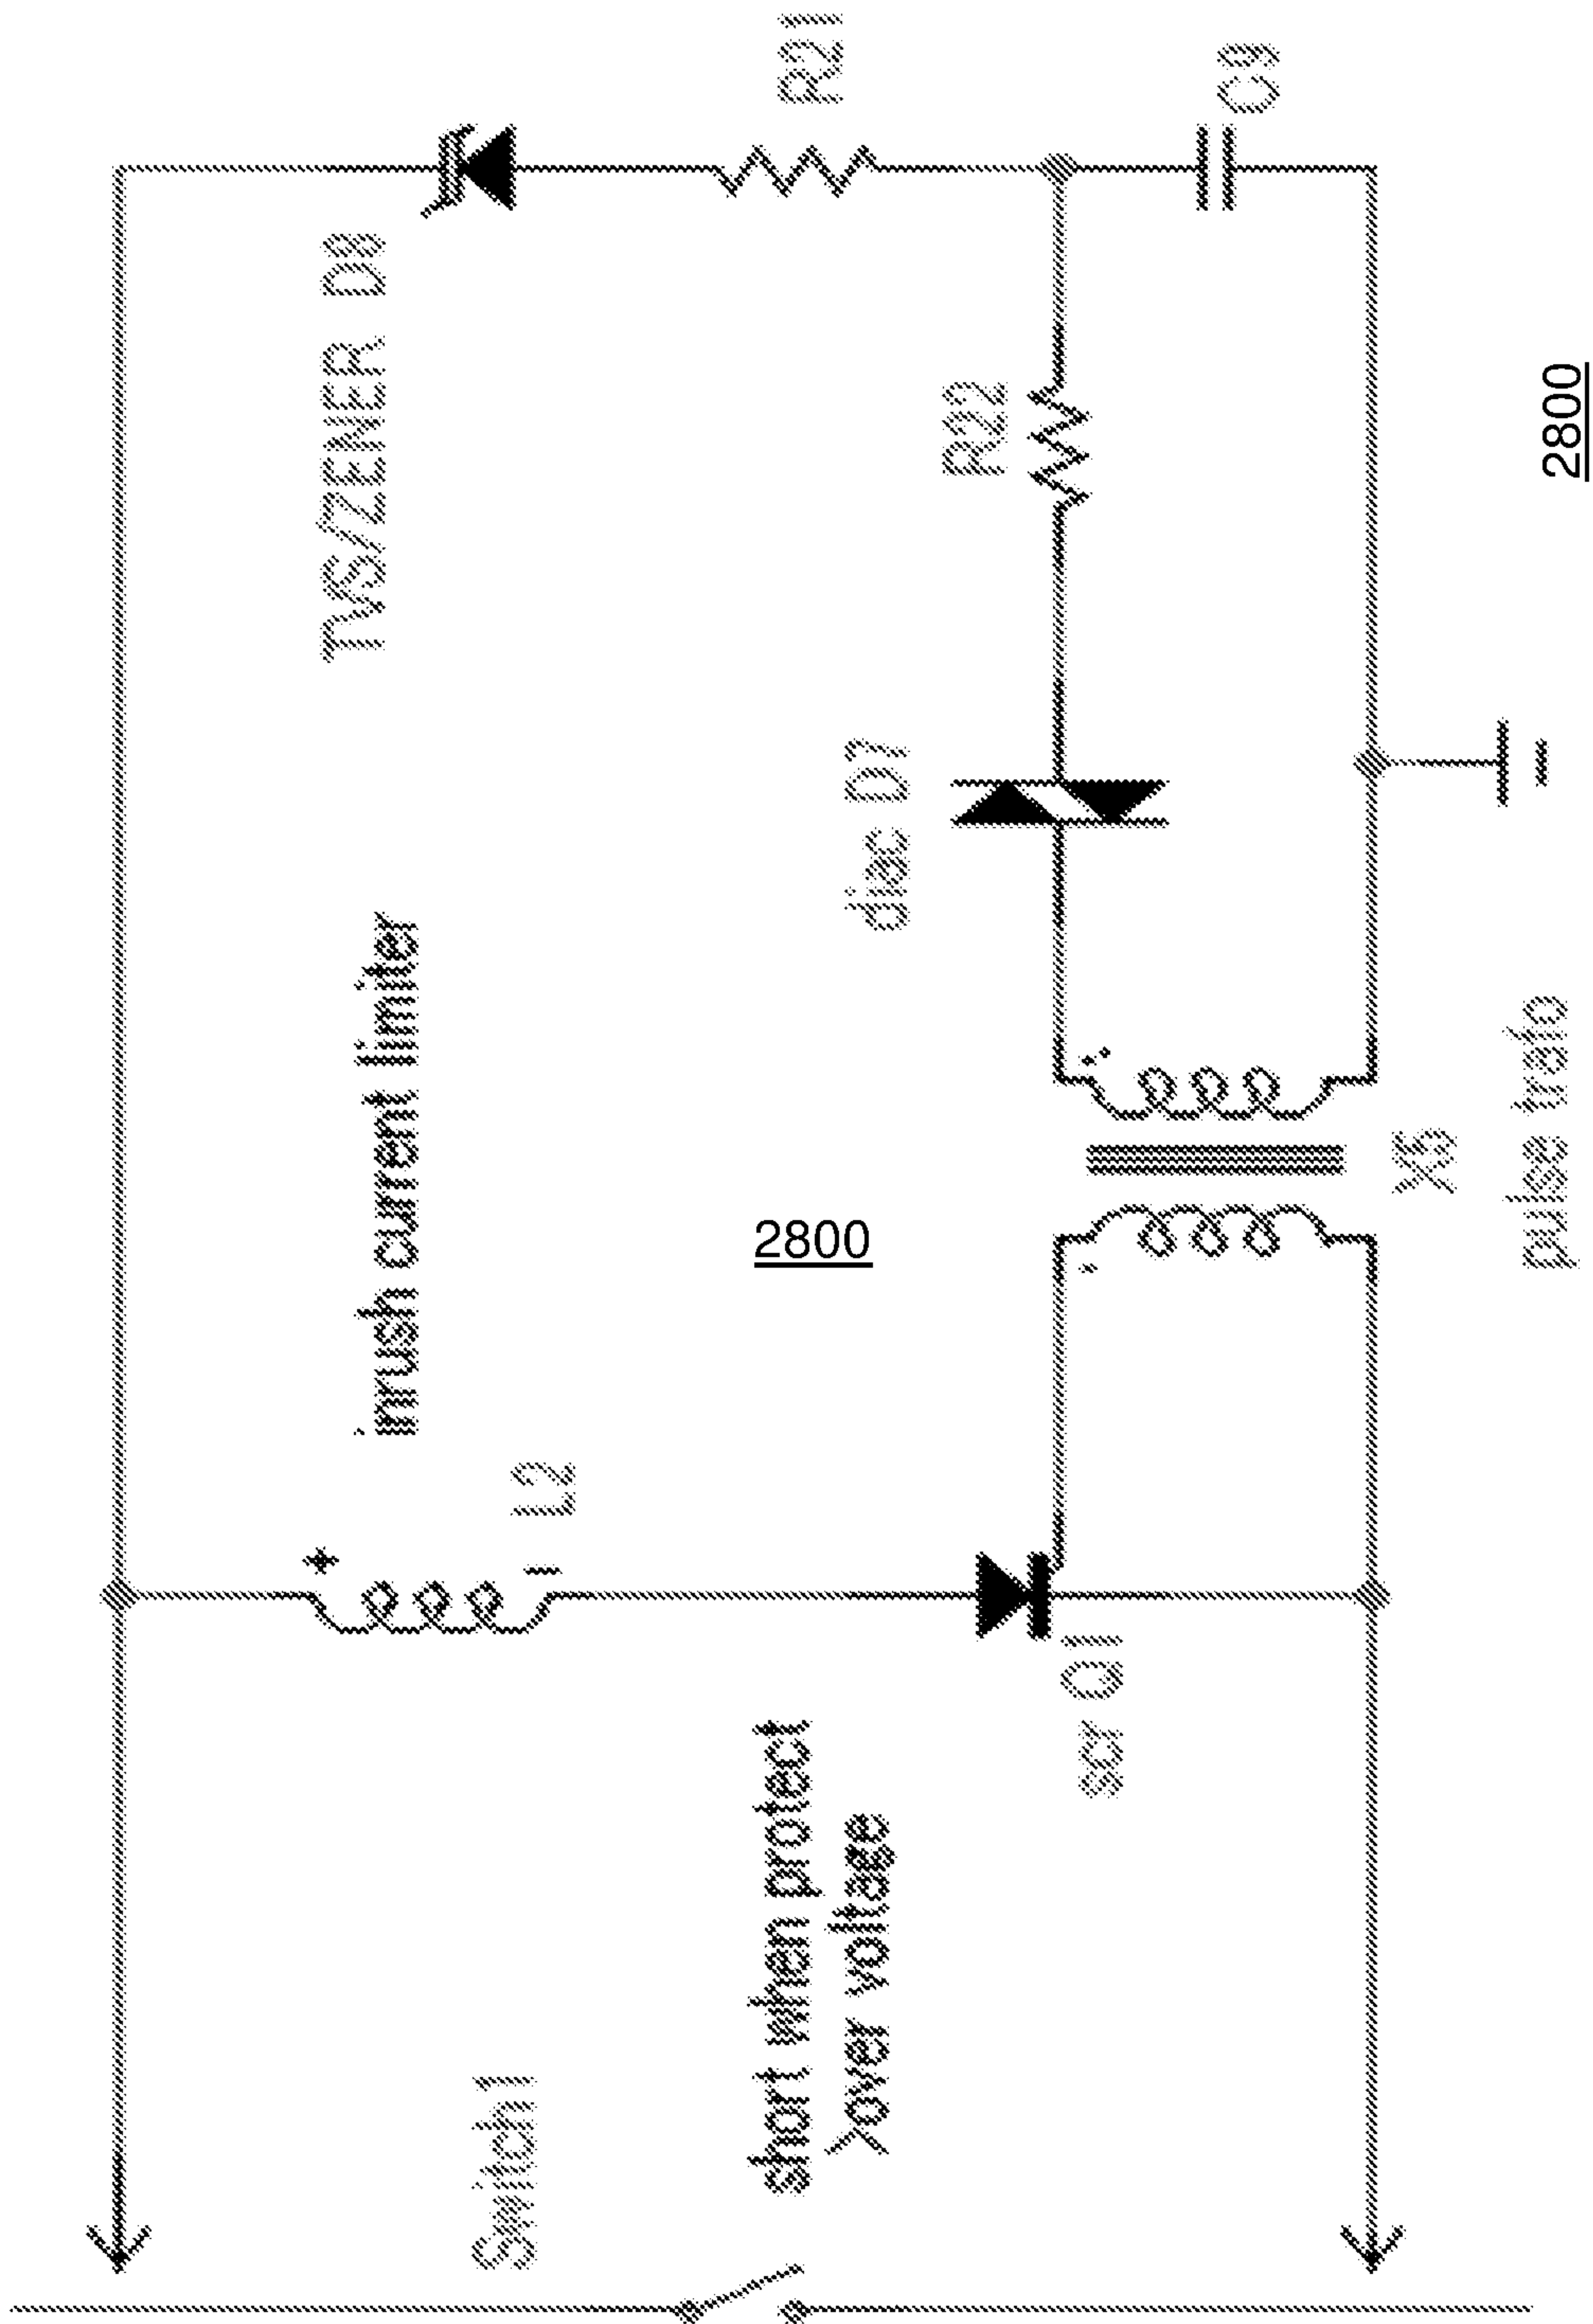 Switch1
short when protect
>over voltage
inrush current limiter
L2
scr Q1
2800
X5
pulse trafo
diac D7
R22
TVS/ZENER D8
R21
C9
2800